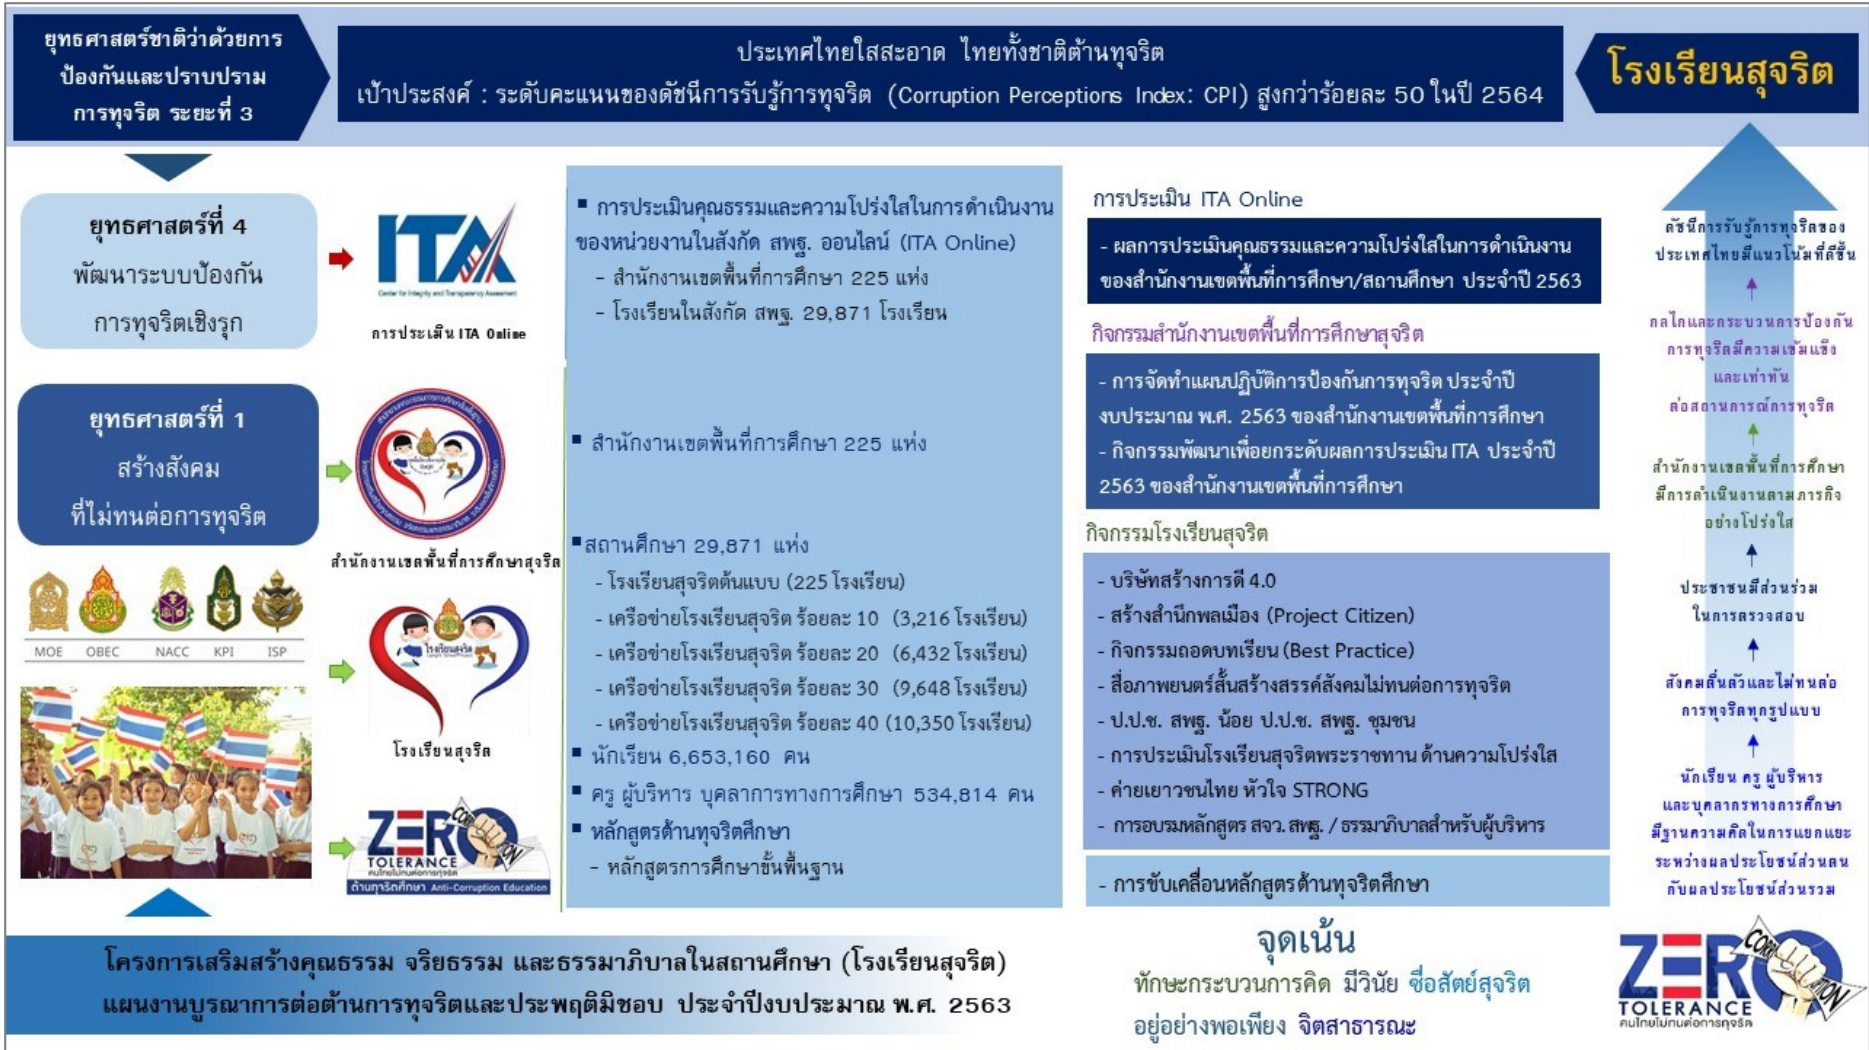 ยุทธศาสตร์ชาติว่าด้วยการ
ป้องกันและปราบปราม
การทุจริต ระยะที่ 3
ประเทศไทยใสสะอาด ไทยทั้งชาติต้านทุจริต
เป้าประสงค์ : ระดับคะแนนของดัชนีการรับรู้การทุจริต (Corruption Perceptions Index: CPI) สูงกว่าร้อยละ 50 ในปี 2564
โรงเรียนสุจริต
ยุทธศาสตร์ที่ 4
พัฒนาระบบป้องกัน
การทุจริตเชิงรุก
ITA
Center for Integrity and Transparency Assessment
การประเมิน ITA Online
ยุทธศาสตร์ที่ 1
สร้างสังคม
ที่ไม่ทนต่อการทุจริต
สำนักงานเขตพื้นที่การศึกษาสุจริต
MOE OBEC NACC KPI ISP
โรงเรียนสุจริต
โรงเรียนสุจริต
ZERO
CORRUPTION
TOLERANCE
คนไทยไม่ทนต่อการทุจริต
ต้านทุจริตศึกษา Anti-Corruption Education
▪ การประเมินคุณธรรมและความโปร่งใสในการดำเนินงาน
ของหน่วยงานในสังกัด สพฐ. ออนไลน์ (ITA Online)
– สำนักงานเขตพื้นที่การศึกษา 225 แห่ง
– โรงเรียนในสังกัด สพฐ. 29,871 โรงเรียน
▪ สำนักงานเขตพื้นที่การศึกษา 225 แห่ง
▪ สถานศึกษา 29,871 แห่ง
- โรงเรียนสุจริตต้นแบบ (225 โรงเรียน)
- เครือข่ายโรงเรียนสุจริต ร้อยละ 10 (3,216 โรงเรียน)
- เครือข่ายโรงเรียนสุจริต ร้อยละ 20 (6,432 โรงเรียน)
- เครือข่ายโรงเรียนสุจริต ร้อยละ 30 (9,648 โรงเรียน)
- เครือข่ายโรงเรียนสุจริต ร้อยละ 40 (10,350 โรงเรียน)
▪ นักเรียน 6,653,160 คน
▪ ครู ผู้บริหาร บุคลาการทางการศึกษา 534,814 คน
▪ หลักสูตรต้านทุจริตศึกษา
– หลักสูตรการศึกษาขั้นพื้นฐาน
การประเมิน ITA Online
- ผลการประเมินคุณธรรมและความโปร่งใสในการดำเนินงาน
ของสำนักงานเขตพื้นที่การศึกษา/สถานศึกษา ประจำปี 2563
กิจกรรมสำนักงานเขตพื้นที่การศึกษาสุจริต
- การจัดทำแผนปฏิบัติการป้องกันการทุจริต ประจำปี
งบประมาณ พ.ศ. 2563 ของสำนักงานเขตพื้นที่การศึกษา
- กิจกรรมพัฒนาเพื่อยกระดับผลการประเมิน ITA ประจำปี
2563 ของสำนักงานเขตพื้นที่การศึกษา
กิจกรรมโรงเรียนสุจริต
- บริษัทสร้างการดี 4.0
- สร้างสำนึกพลเมือง (Project Citizen)
- กิจกรรมถอดบทเรียน (Best Practice)
- สื่อภาพยนตร์สั้นสร้างสรรค์สังคมไม่ทนต่อการทุจริต
- ป.ป.ช. สพฐ. น้อย ป.ป.ช. สพฐ. ชุมชน
- การประเมินโรงเรียนสุจริตพระราชทาน ด้านความโปร่งใส
- ค่ายเยาวชนไทย หัวใจ STRONG
- การอบรมหลักสูตร สจว. สพฐ. / ธรรมาภิบาลสำหรับผู้บริหาร
- การขับเคลื่อนหลักสูตรต้านทุจริตศึกษา
ดัชนีการรับรู้การทุจริตของ
ประเทศไทยมีแนวโน้มที่ดีขึ้น
กลไกและกระบวนการป้องกัน
การทุจริตมีความเข้มแข็ง
และเท่าทัน
ต่อสถานการณ์การทุจริต
สำนักงานเขตพื้นที่การศึกษา
มีการดำเนินงานตามภารกิจ
อย่างโปร่งใส
ประชาชนมีส่วนร่วม
ในการตรวจสอบ
สังคมตื่นตัวและไม่ทนต่อ
การทุจริตทุกรูปแบบ
นักเรียน ครู ผู้บริหาร
และบุคลากรทางการศึกษา
มีฐานความคิดในการแยกแยะ
ระหว่างผลประโยชน์ส่วนตน
กับผลประโยชน์ส่วนรวม
โครงการเสริมสร้างคุณธรรม จริยธรรม และธรรมาภิบาลในสถานศึกษา (โรงเรียนสุจริต)
แผนงานบูรณาการต่อต้านการทุจริตและประพฤติมิชอบ ประจำปีงบประมาณ พ.ศ. 2563
จุดเน้น
ทักษะกระบวนการคิด มีวินัย ซื่อสัตย์สุจริต
อยู่อย่างพอเพียง จิตสาธารณะ
ZERO
CORRUPTION
TOLERANCE
คนไทยไม่ทนต่อการทุจริต